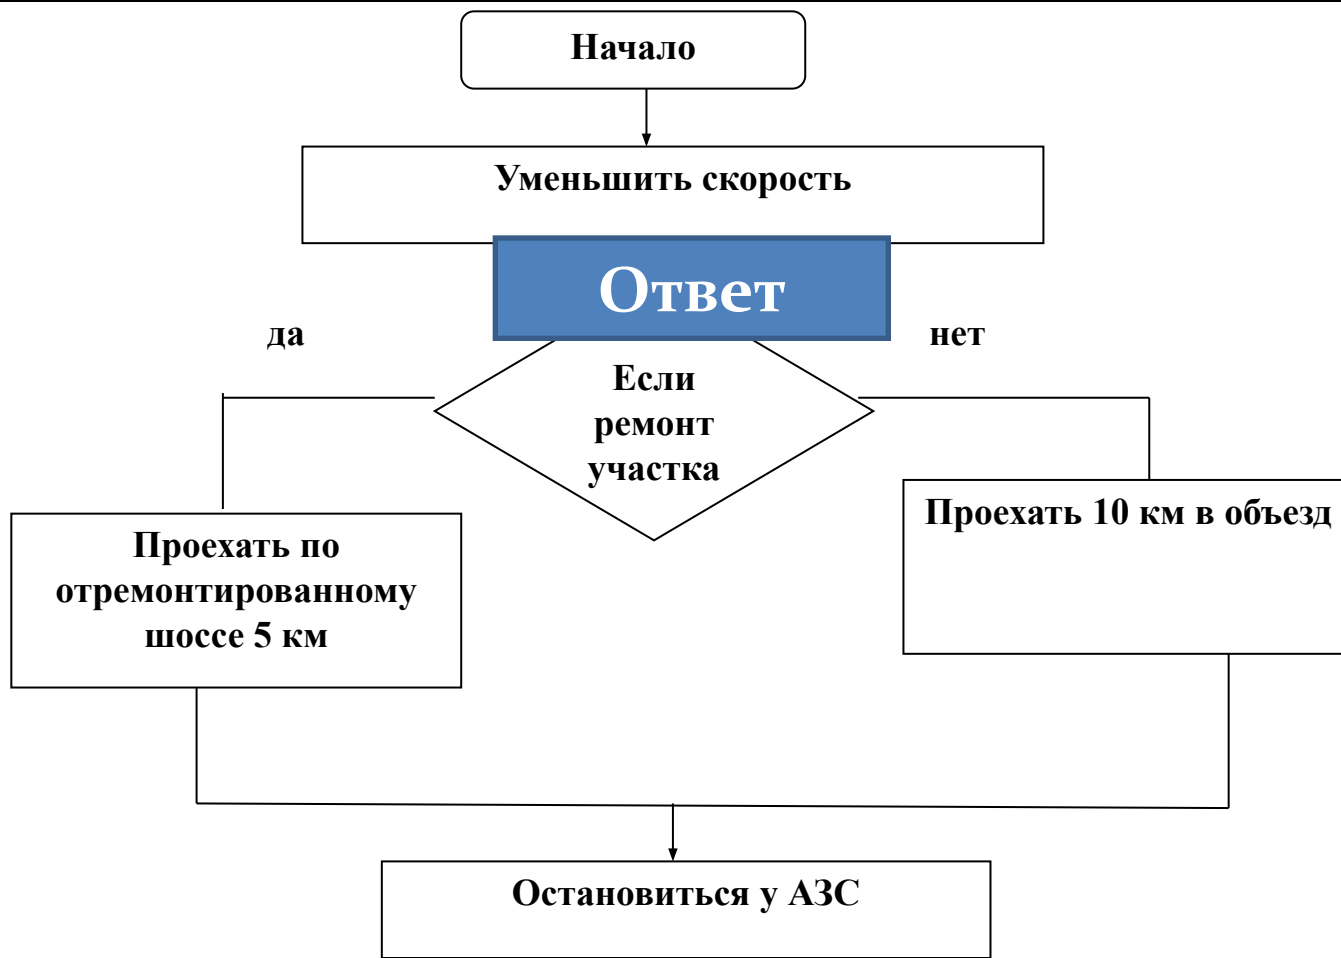 Начало
Уменьшить скорость
Ответ
да
нет
Если
ремонт
участка
Проехать по
отремонтированному
шоссе 5 км
Проехать 10 км в объезд
Остановиться у АЗС